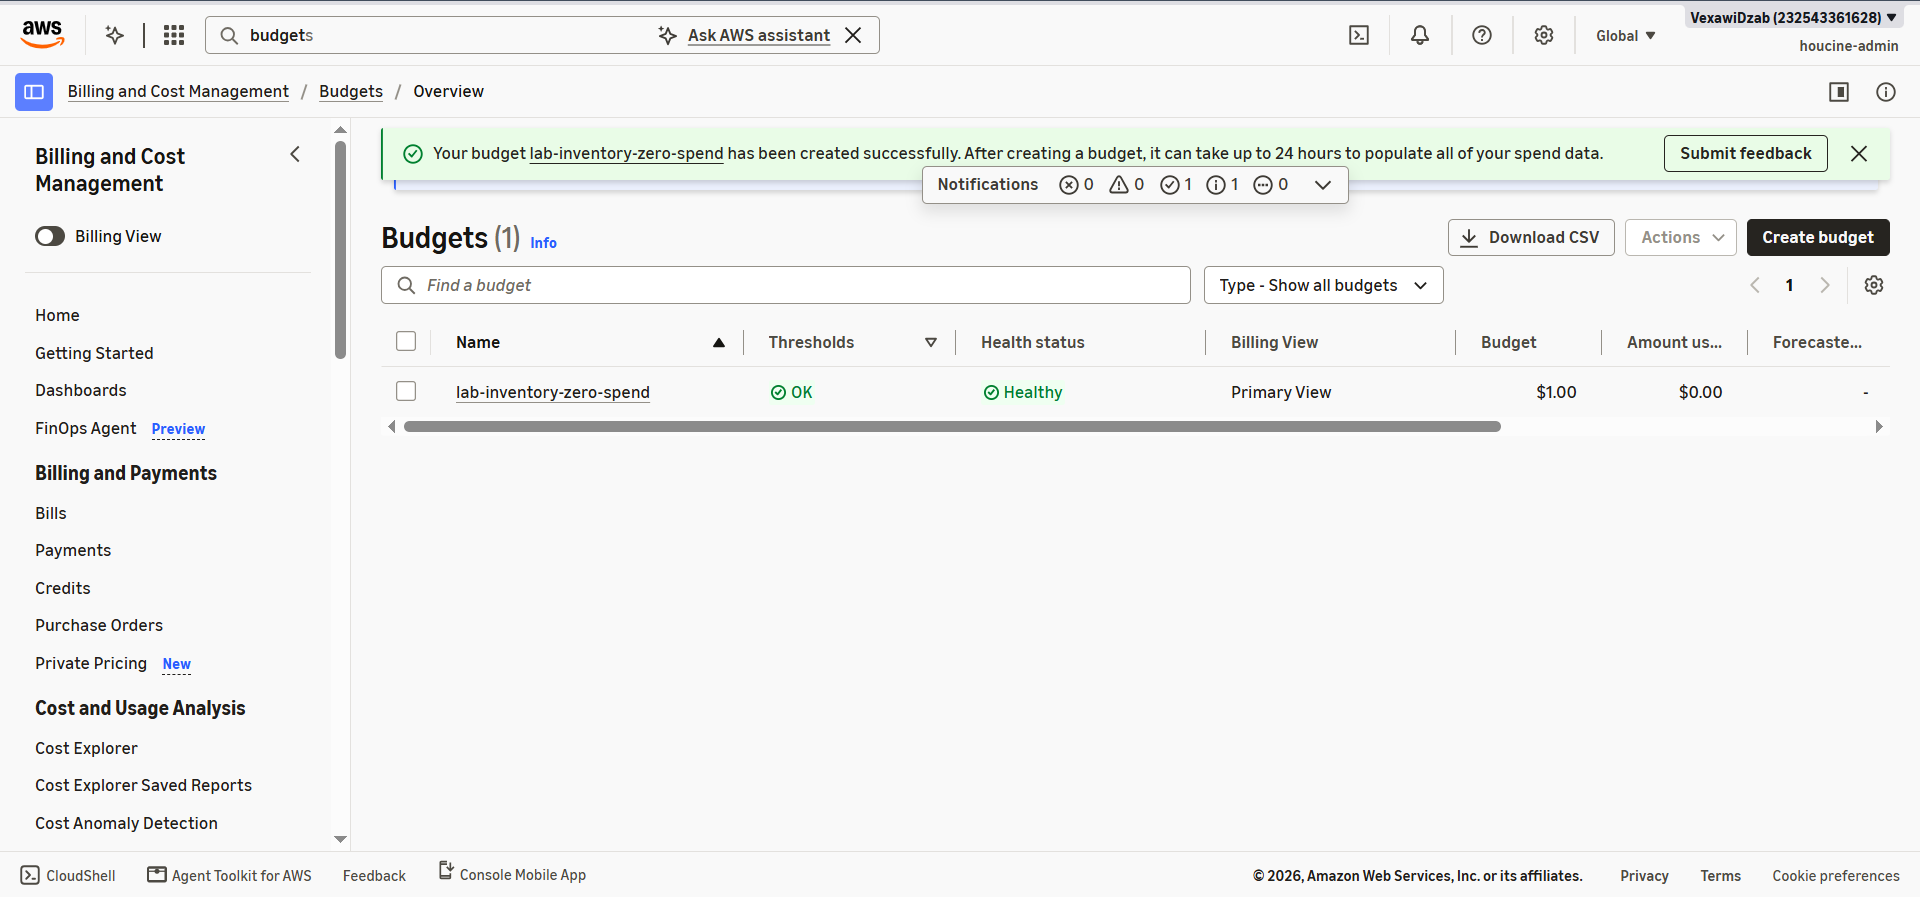 aws
budgets
Ask AWS assistant
Global
VexawiDzab (232543361628)
houcine-admin
Billing and Cost Management / Budgets / Overview
Billing and Cost Management
Billing View
Home
Getting Started
Dashboards
FinOps Agent Preview
Billing and Payments
Bills
Payments
Credits
Purchase Orders
Private Pricing New
Cost and Usage Analysis
Cost Explorer
Cost Explorer Saved Reports
Cost Anomaly Detection
Your budget lab-inventory-zero-spend has been created successfully. After creating a budget, it can take up to 24 hours to populate all of your spend data.
Submit feedback
Notifications 0 0 1 1 0
Budgets (1) Info
Download CSV
Actions
Create budget
Find a budget
Type - Show all budgets
1
Name Thresholds Health status Billing View Budget Amount us... Forecaste...
lab-inventory-zero-spend OK Healthy Primary View $1.00 $0.00 -
CloudShell
Agent Toolkit for AWS
Feedback
Console Mobile App
© 2026, Amazon Web Services, Inc. or its affiliates.
Privacy
Terms
Cookie preferences